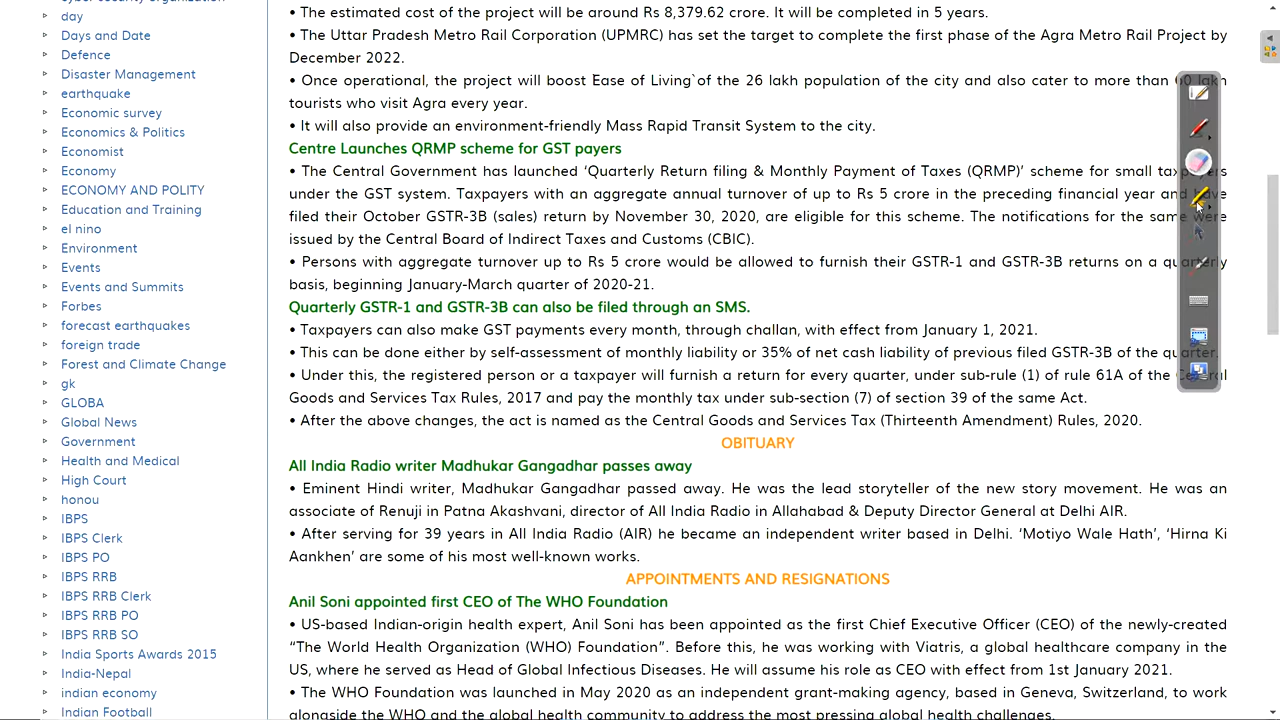 day
Days and Date
Defence
Disaster Management
earthquake
Economic survey
Economics & Politics
Economist
Economy
ECONOMY AND POLITY
Education and Training
el nino
Environment
Events
Events and Summits
Forbes
forecast earthquakes
foreign trade
Forest and Climate Change
gk
GLOBA
Global News
Government
Health and Medical
High Court
honou
IBPS
IBPS Clerk
IBPS PO
IBPS RRB
IBPS RRB Clerk
IBPS RRB PO
IBPS RRB SO
India Sports Awards 2015
India-Nepal
indian economy
Indian Football
• The estimated cost of the project will be around Rs 8,379.62 crore. It will be completed in 5 years.
• The Uttar Pradesh Metro Rail Corporation (UPMRC) has set the target to complete the first phase of the Agra Metro Rail Project by
December 2022.
• Once operational, the project will boost Ease of Living`of the 26 lakh population of the city and also cater to more than lakh
tourists who visit Agra every year.
• It will also provide an environment-friendly Mass Rapid Transit System to the city.
Centre Launches QRMP scheme for GST payers
• The Central Government has launched ‘Quarterly Return filing & Monthly Payment of Taxes (QRMP)’ scheme for small taxpayers
under the GST system. Taxpayers with an aggregate annual turnover of up to Rs 5 crore in the preceding financial year and have
filed their October GSTR-3B (sales) return by November 30, 2020, are eligible for this scheme. The notifications for the same were
issued by the Central Board of Indirect Taxes and Customs (CBIC).
• Persons with aggregate turnover up to Rs 5 crore would be allowed to furnish their GSTR-1 and GSTR-3B returns on a quarterly
basis, beginning January-March quarter of 2020-21.
Quarterly GSTR-1 and GSTR-3B can also be filed through an SMS.
• Taxpayers can also make GST payments every month, through challan, with effect from January 1, 2021.
• This can be done either by self-assessment of monthly liability or 35% of net cash liability of previous filed GSTR-3B of the quarter.
• Under this, the registered person or a taxpayer will furnish a return for every quarter, under sub-rule (1) of rule 61A of the Central
Goods and Services Tax Rules, 2017 and pay the monthly tax under sub-section (7) of section 39 of the same Act.
• After the above changes, the act is named as the Central Goods and Services Tax (Thirteenth Amendment) Rules, 2020.
OBITUARY
All India Radio writer Madhukar Gangadhar passes away
• Eminent Hindi writer, Madhukar Gangadhar passed away. He was the lead storyteller of the new story movement. He was an
associate of Renuji in Patna Akashvani, director of All India Radio in Allahabad & Deputy Director General at Delhi AIR.
• After serving for 39 years in All India Radio (AIR) he became an independent writer based in Delhi. ‘Motiyo Wale Hath’, ‘Hirna Ki
Aankhen’ are some of his most well-known works.
APPOINTMENTS AND RESIGNATIONS
Anil Soni appointed first CEO of The WHO Foundation
• US-based Indian-origin health expert, Anil Soni has been appointed as the first Chief Executive Officer (CEO) of the newly-created
“The World Health Organization (WHO) Foundation”. Before this, he was working with Viatris, a global healthcare company in the
US, where he served as Head of Global Infectious Diseases. He will assume his role as CEO with effect from 1st January 2021.
• The WHO Foundation was launched in May 2020 as an independent grant-making agency, based in Geneva, Switzerland, to work
alongside the WHO and the global health community to address the most pressing global health challenges.